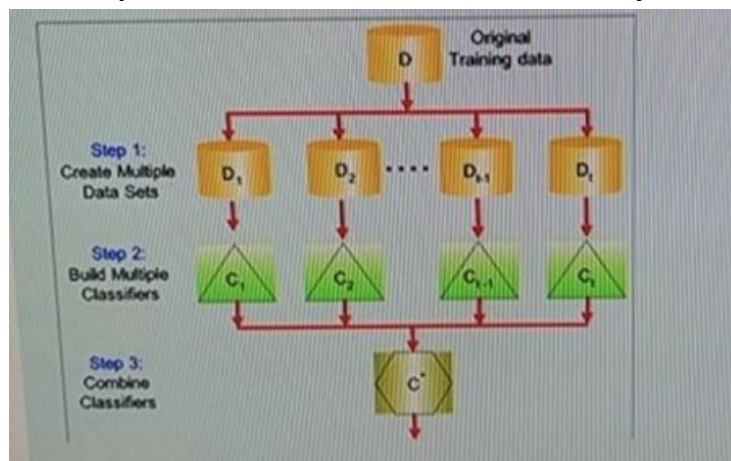 Original
D Training data
Step 1:
Create Multiple
Data Sets
D₁ D₂ .... Dₜ₋₁ Dₜ
Step 2:
Build Multiple
Classifiers
C₁ C₂ Cₜ₋₁ Cₜ
Step 3:
Combine
Classifiers
C*